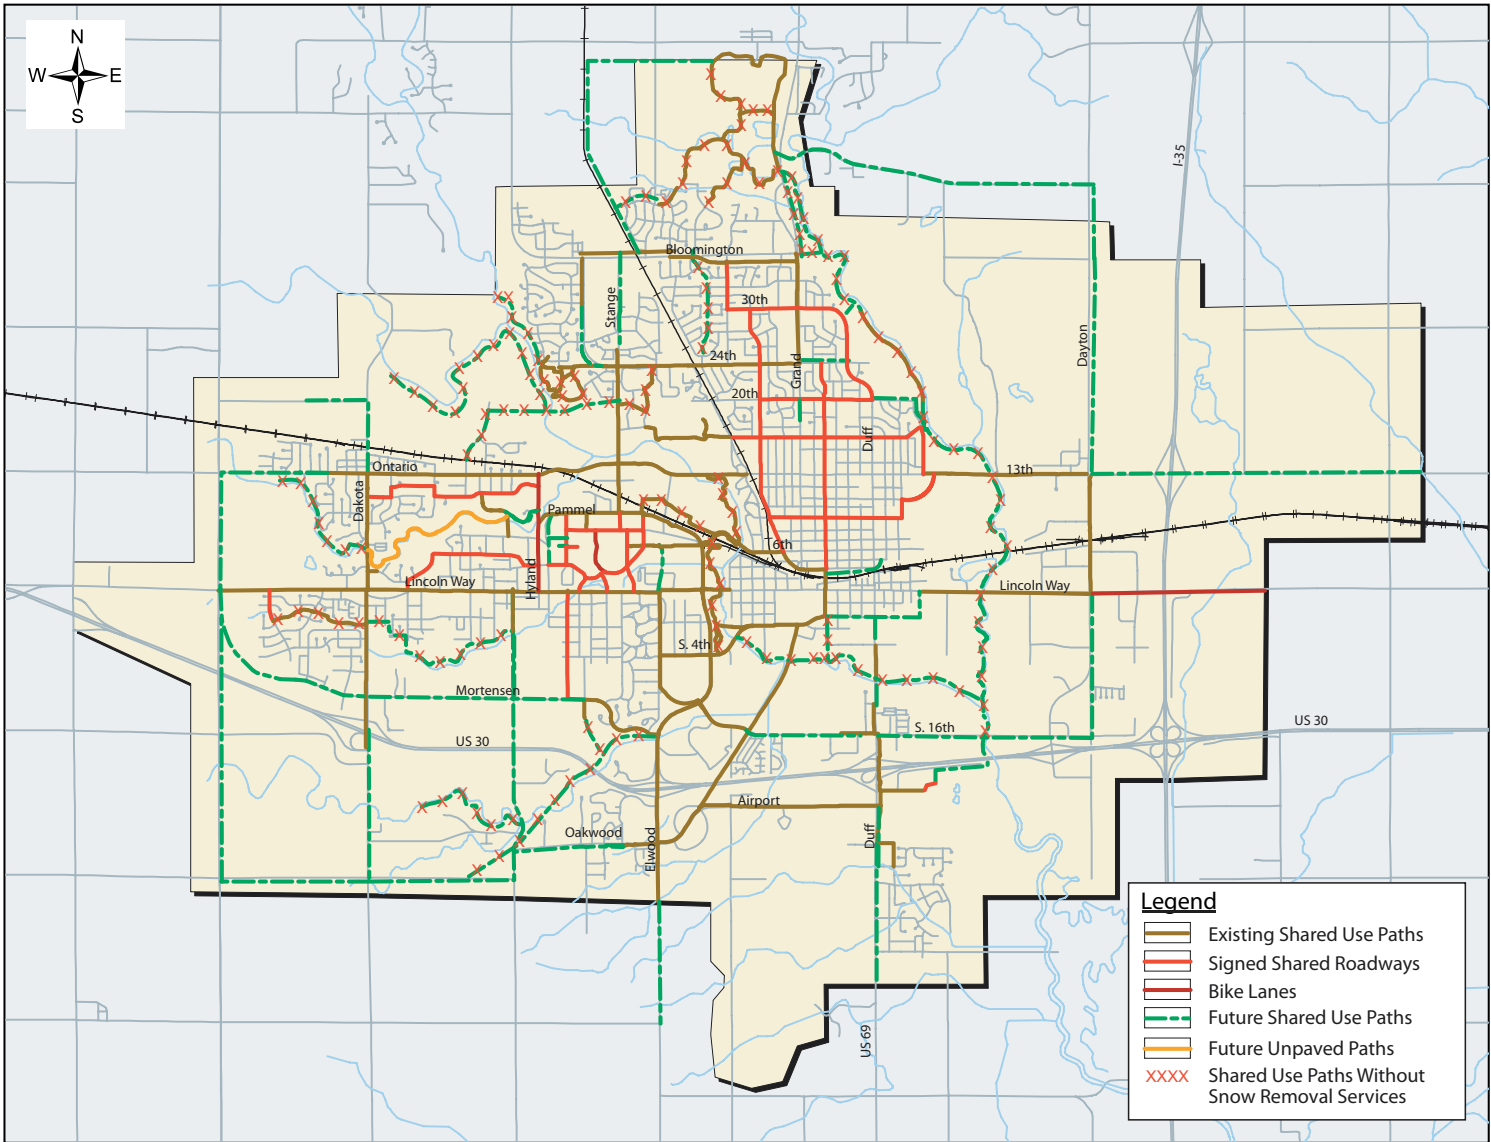 N
W E
S
I-35
Bloomington
Stange
30th
Dayton
24th
Grand
20th
Duff
Ontario
13th
Dakota
Pammel
6th
Hyland
Lincoln Way
Lincoln Way
S. 4th
Mortensen
S. 16th
US 30
US 30
Airport
Oakwood
Elwood
Duff
US 69
Legend
Existing Shared Use Paths
Signed Shared Roadways
Bike Lanes
Future Shared Use Paths
Future Unpaved Paths
XXXX Shared Use Paths Without
Snow Removal Services